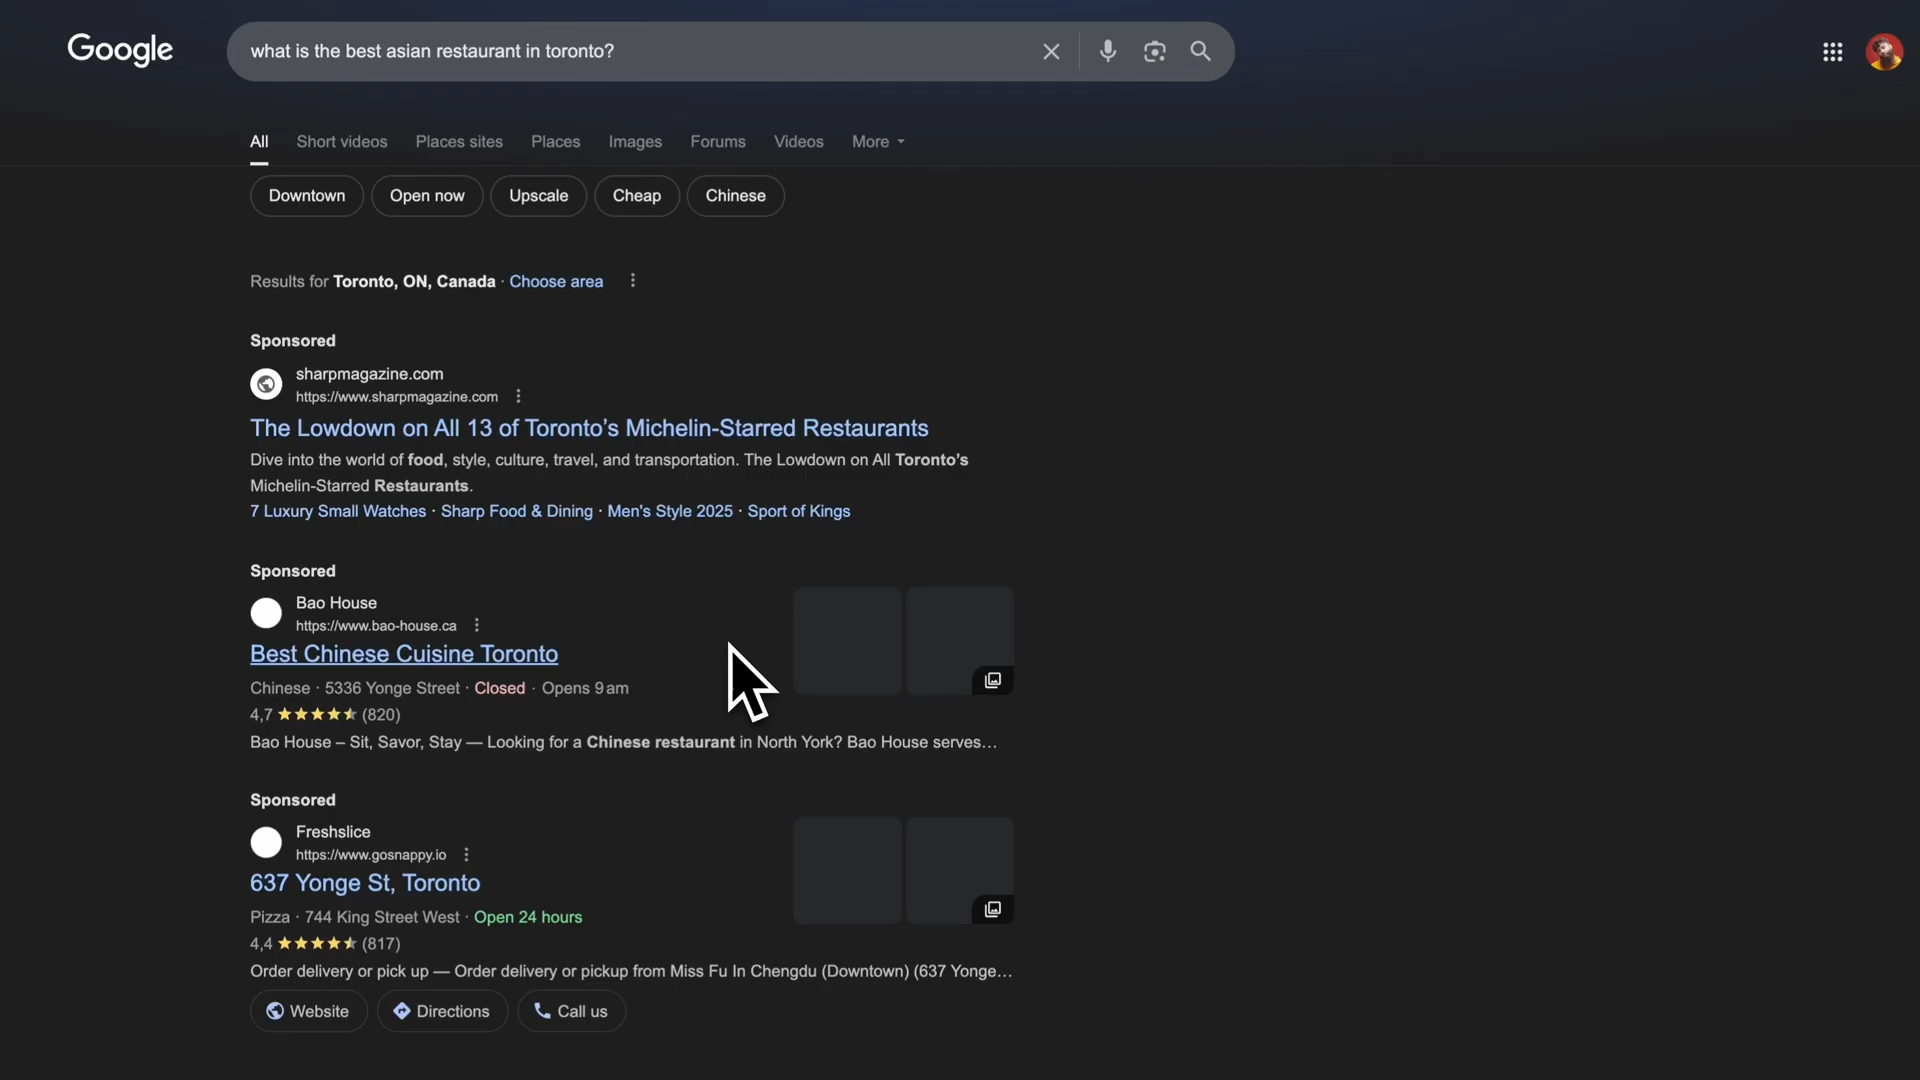 Google
what is the best asian restaurant in toronto?
All Short videos Places sites Places Images Forums Videos More
Downtown Open now Upscale Cheap Chinese
Results for Toronto, ON, Canada · Choose area
Sponsored
sharpmagazine.com
https://www.sharpmagazine.com
The Lowdown on All 13 of Toronto’s Michelin-Starred Restaurants
Dive into the world of food, style, culture, travel, and transportation. The Lowdown on All Toronto’s
Michelin-Starred Restaurants.
7 Luxury Small Watches · Sharp Food & Dining · Men's Style 2025 · Sport of Kings
Sponsored
Bao House
https://www.bao-house.ca
Best Chinese Cuisine Toronto
Chinese · 5336 Yonge Street · Closed · Opens 9 am
4,7 (820)
Bao House – Sit, Savor, Stay — Looking for a Chinese restaurant in North York? Bao House serves...
Sponsored
Freshslice
https://www.gosnappy.io
637 Yonge St, Toronto
Pizza · 744 King Street West · Open 24 hours
4,4 (817)
Order delivery or pick up — Order delivery or pickup from Miss Fu In Chengdu (Downtown) (637 Yonge...
Website Directions Call us